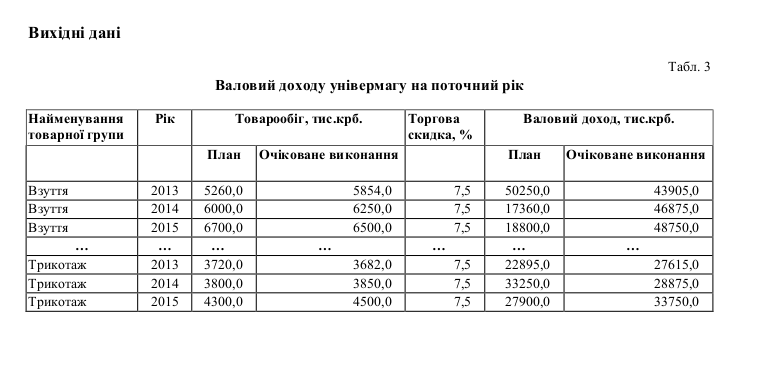 Вихідні дані
Табл. 3
Валовий доходу універмагу на поточний рік
Найменування товарної групи | Рік | Товарообіг, тис.крб. | Торгова скидка, % | Валовий доход, тис.крб.
План | Очіковане виконання | План | Очіковане виконання
Взуття | 2013 | 5260,0 | 5854,0 | 7,5 | 50250,0 | 43905,0
Взуття | 2014 | 6000,0 | 6250,0 | 7,5 | 17360,0 | 46875,0
Взуття | 2015 | 6700,0 | 6500,0 | 7,5 | 18800,0 | 48750,0
... | ... | ... | ... | ... | ... | ...
Трикотаж | 2013 | 3720,0 | 3682,0 | 7,5 | 22895,0 | 27615,0
Трикотаж | 2014 | 3800,0 | 3850,0 | 7,5 | 33250,0 | 28875,0
Трикотаж | 2015 | 4300,0 | 4500,0 | 7,5 | 27900,0 | 33750,0